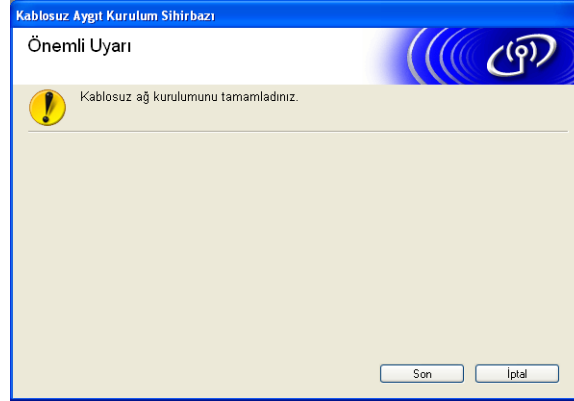 Kablosuz Aygıt Kurulum Sihirbazı
Önemli Uyarı
Kablosuz ağ kurulumunu tamamladınız.
Son
İptal